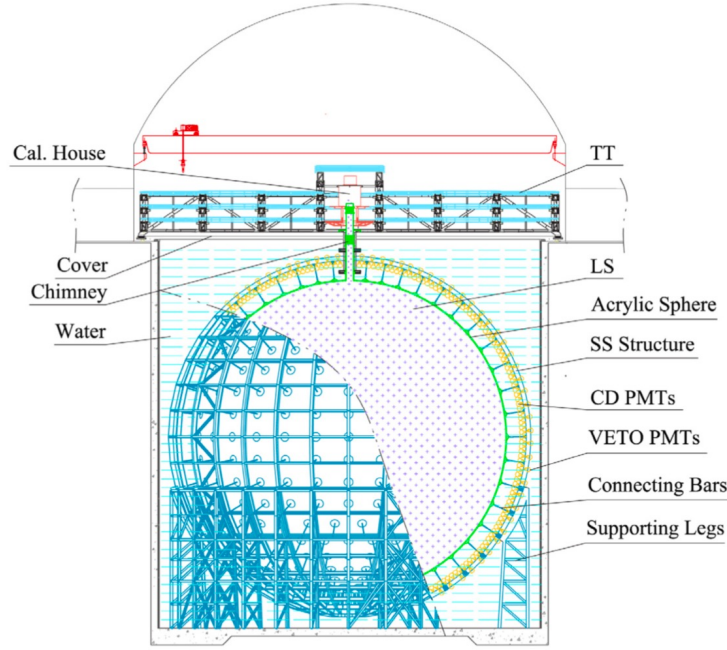 Cal. House
TT
Cover
Chimney
Water
LS
Acrylic Sphere
SS Structure
CD PMTs
VETO PMTs
Connecting Bars
Supporting Legs